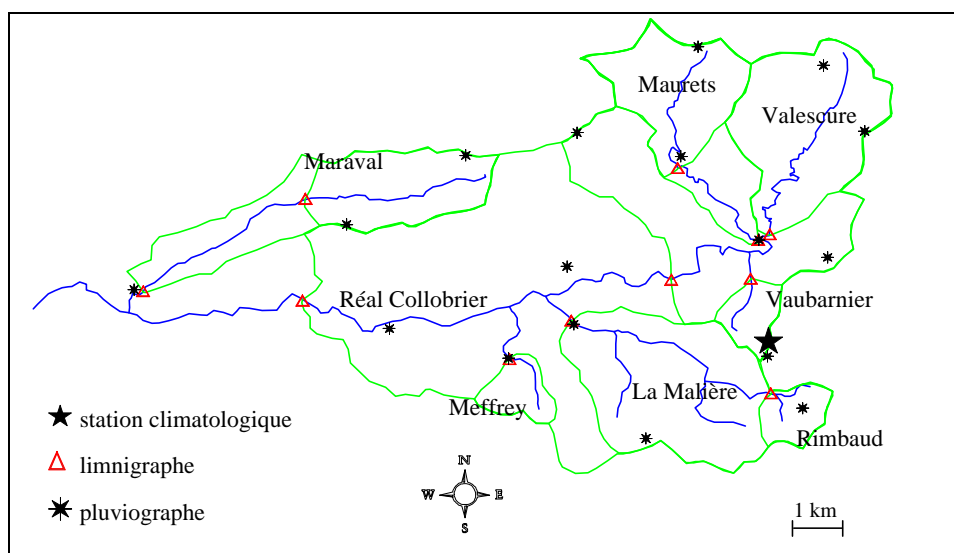 Maurets
Valescure
Maraval
Réal Collobrier
Vaubarnier
La Malière
Meffrey
Rimbaud
station climatologique
limnigraphe
pluviographe
N
W E
S
1 km